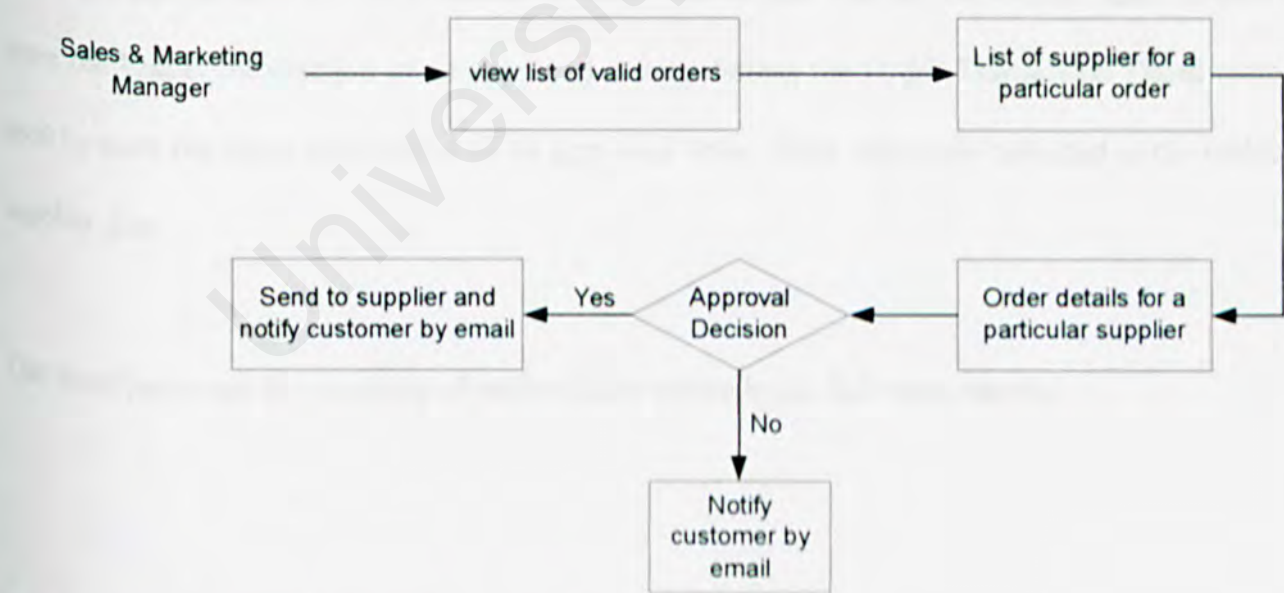 Sales & Marketing
Manager
view list of valid orders
List of supplier for a
particular order
Order details for a
particular supplier
Approval
Decision
Yes
Send to supplier and
notify customer by email
No
Notify
customer by
email
Universit